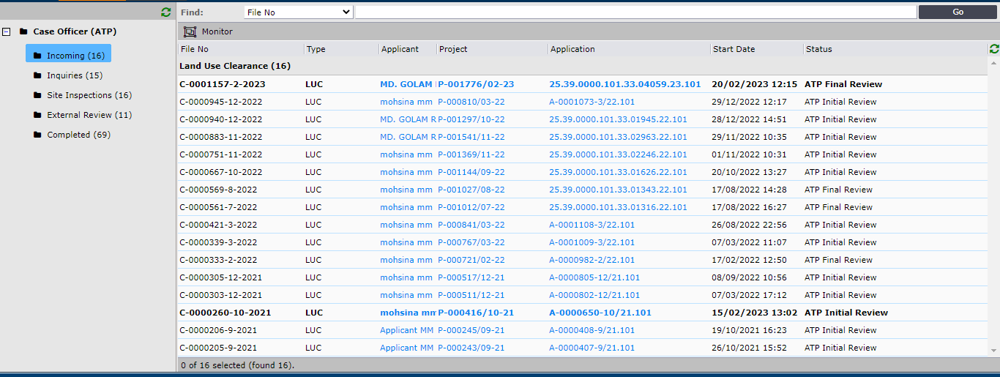 Find: File No Go
Case Officer (ATP)
Incoming (16)
Inquiries (15)
Site Inspections (16)
External Review (11)
Completed (69)
Monitor
File No Type Applicant Project Application Start Date Status
Land Use Clearance (16)
C-0001157-2-2023 LUC MD. GOLAM P-001776/02-23 25.39.0000.101.33.04059.23.101 20/02/2023 12:15 ATP Final Review
C-0000945-12-2022 LUC mohsina mm P-000810/03-22 A-0001073-3/22.101 29/12/2022 12:17 ATP Initial Review
C-0000940-12-2022 LUC MD. GOLAM R P-001297/10-22 25.39.0000.101.33.01945.22.101 28/12/2022 14:51 ATP Initial Review
C-0000883-11-2022 LUC MD. GOLAM R P-001541/11-22 25.39.0000.101.33.02963.22.101 29/11/2022 10:35 ATP Initial Review
C-0000751-11-2022 LUC mohsina mm P-001369/11-22 25.39.0000.101.33.02246.22.101 01/11/2022 10:31 ATP Initial Review
C-0000667-10-2022 LUC mohsina mm P-001144/09-22 25.39.0000.101.33.01626.22.101 20/10/2022 13:27 ATP Initial Review
C-0000569-8-2022 LUC mohsina mm P-001027/08-22 25.39.0000.101.33.01343.22.101 17/08/2022 14:28 ATP Final Review
C-0000561-7-2022 LUC mohsina mm P-001012/07-22 25.39.0000.101.33.01316.22.101 17/08/2022 16:27 ATP Final Review
C-0000421-3-2022 LUC mohsina mm P-000841/03-22 A-0001108-3/22.101 26/08/2022 22:56 ATP Initial Review
C-0000339-3-2022 LUC mohsina mm P-000767/03-22 A-0001009-3/22.101 07/03/2022 11:07 ATP Initial Review
C-0000333-2-2022 LUC mohsina mm P-000721/02-22 A-0000982-2/22.101 17/02/2022 12:50 ATP Final Review
C-0000305-12-2021 LUC mohsina mm P-000517/12-21 A-0000805-12/21.101 08/09/2022 10:56 ATP Initial Review
C-0000303-12-2021 LUC mohsina mm P-000511/12-21 A-0000802-12/21.101 07/03/2022 17:12 ATP Initial Review
C-0000260-10-2021 LUC mohsina mm P-000416/10-21 A-0000650-10/21.101 15/02/2023 13:02 ATP Initial Review
C-0000206-9-2021 LUC Applicant MM P-000245/09-21 A-0000408-9/21.101 19/10/2021 16:23 ATP Initial Review
C-0000205-9-2021 LUC Applicant MM P-000243/09-21 A-0000407-9/21.101 26/10/2021 15:52 ATP Initial Review
0 of 16 selected (found 16).